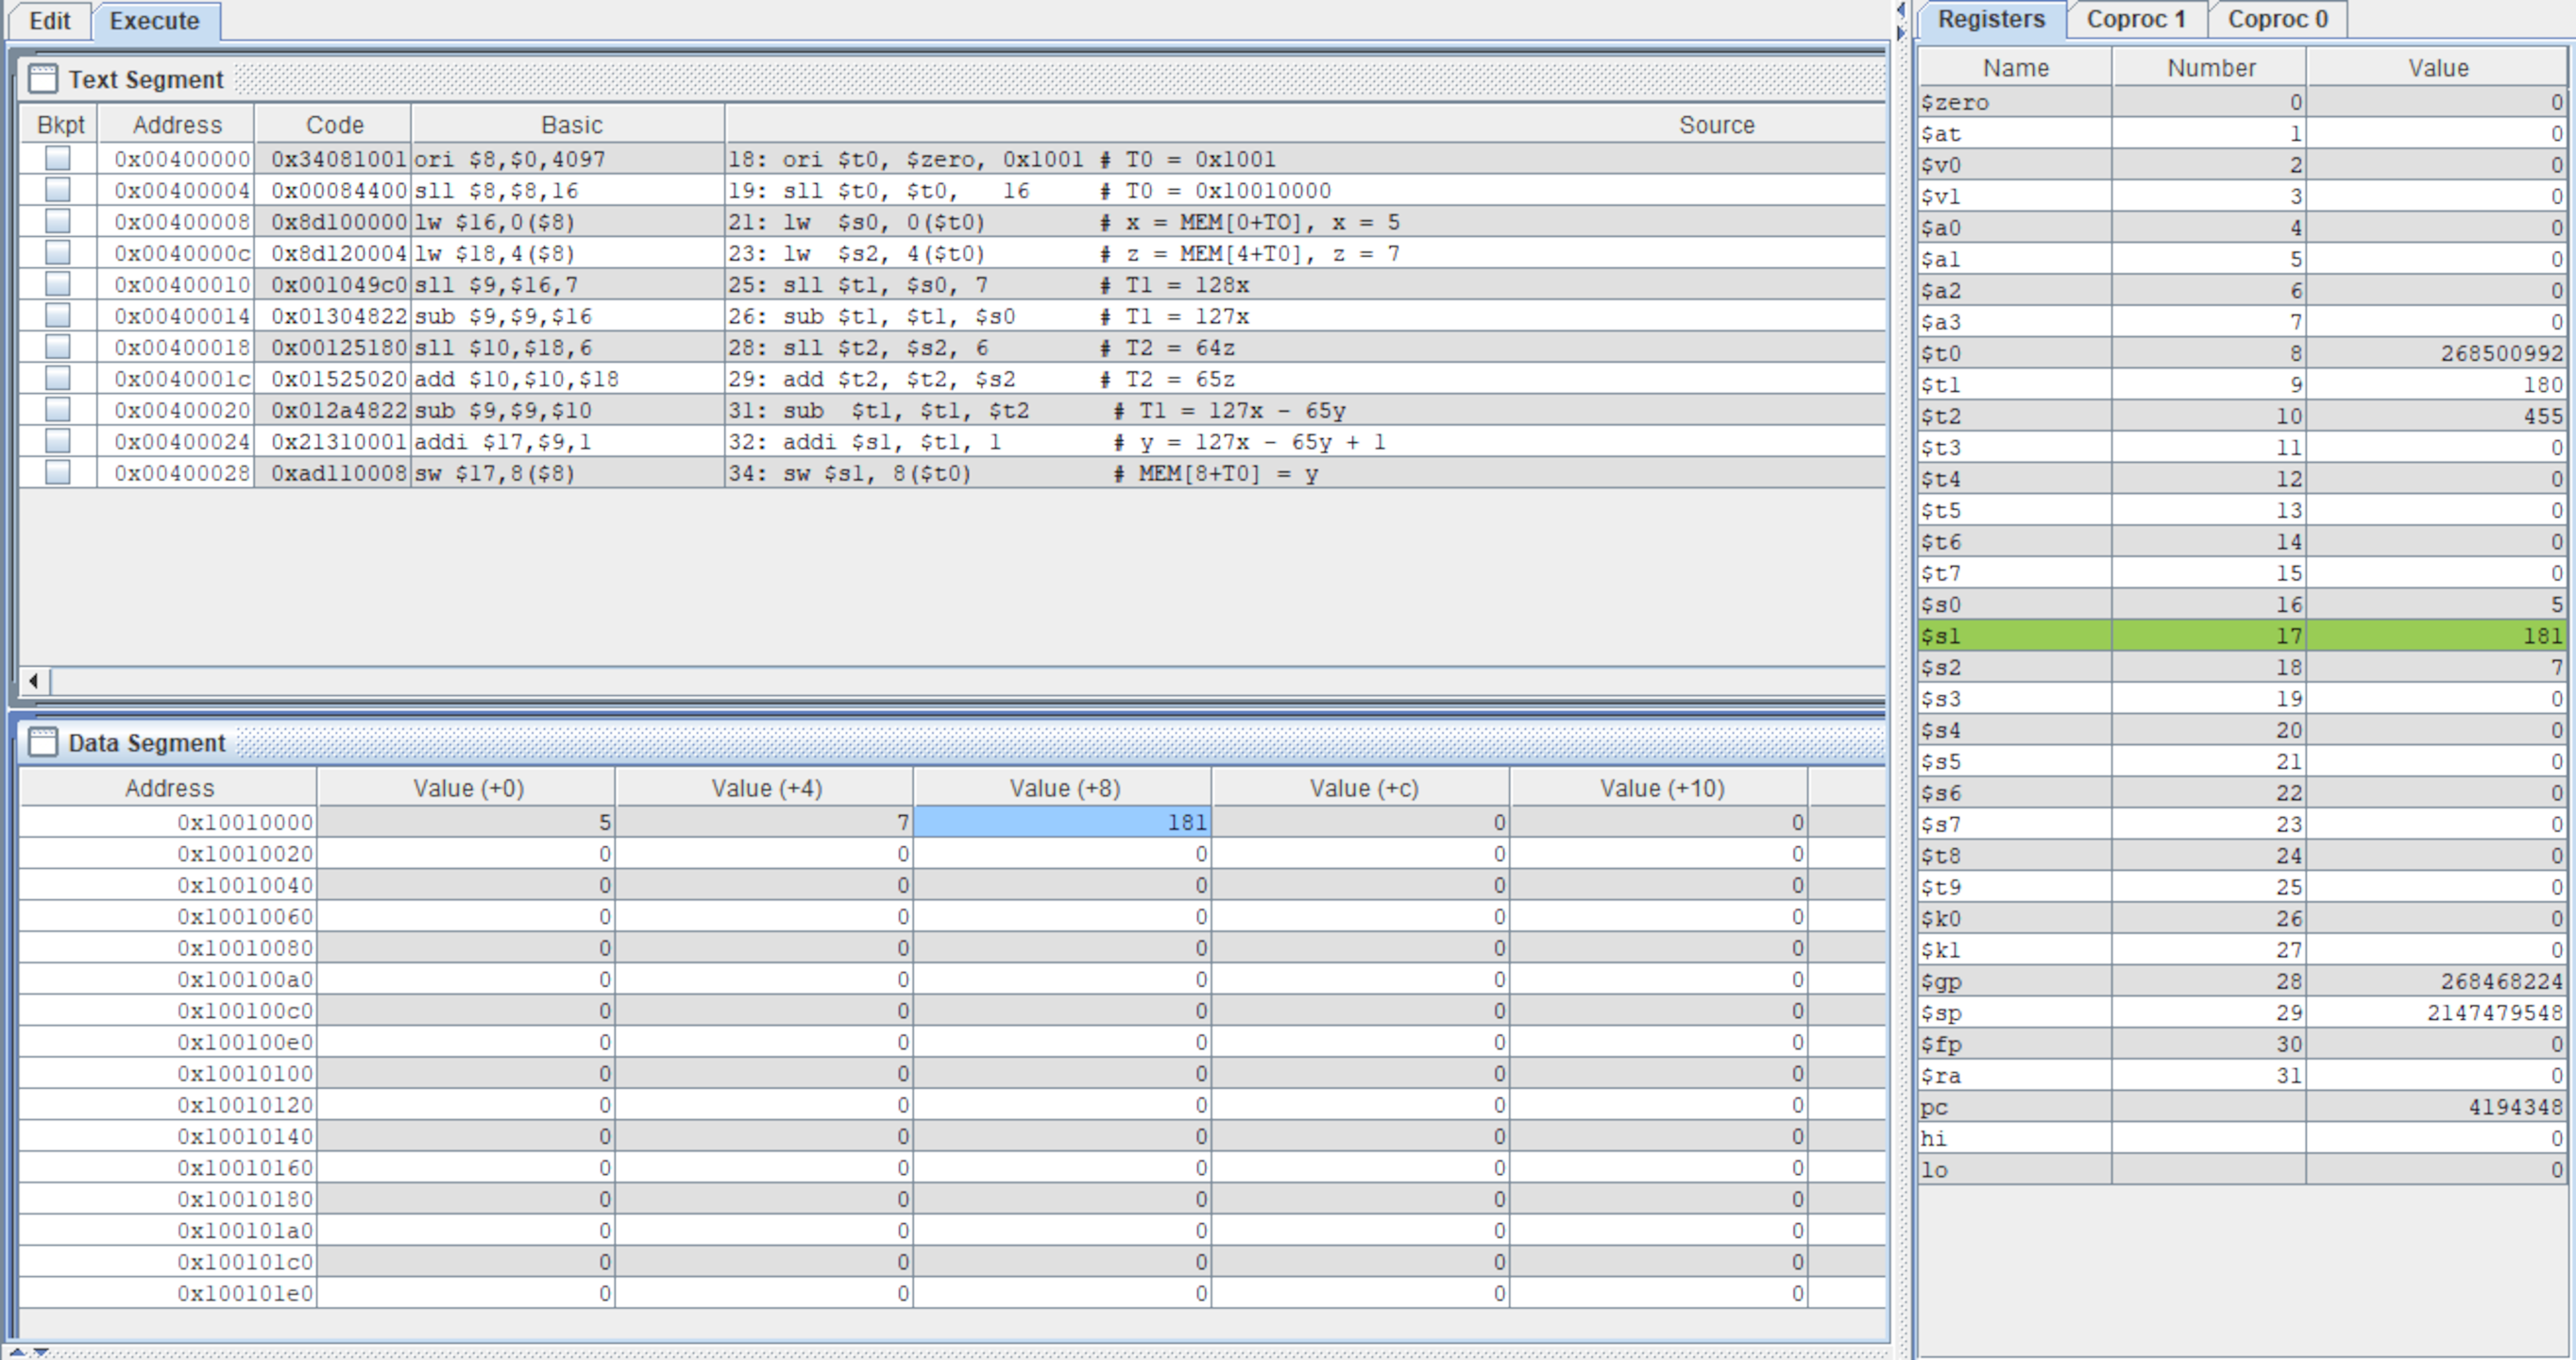 Edit Execute
Text Segment
Bkpt Address Code Basic Source
0x00400000 0x34081001 ori $8,$0,4097 18: ori $t0, $zero, 0x1001 # T0 = 0x1001
0x00400004 0x00084400 sll $8,$8,16 19: sll $t0, $t0, 16 # T0 = 0x10010000
0x00400008 0x8d100000 lw $16,0($8) 21: lw $s0, 0($t0) # x = MEM[0+TO], x = 5
0x0040000c 0x8d120004 lw $18,4($8) 23: lw $s2, 4($t0) # z = MEM[4+T0], z = 7
0x00400010 0x001049c0 sll $9,$16,7 25: sll $t1, $s0, 7 # T1 = 128x
0x00400014 0x01304822 sub $9,$9,$16 26: sub $t1, $t1, $s0 # T1 = 127x
0x00400018 0x00125180 sll $10,$18,6 28: sll $t2, $s2, 6 # T2 = 64z
0x0040001c 0x01525020 add $10,$10,$18 29: add $t2, $t2, $s2 # T2 = 65z
0x00400020 0x012a4822 sub $9,$9,$10 31: sub $t1, $t1, $t2 # T1 = 127x - 65y
0x00400024 0x21310001 addi $17,$9,1 32: addi $s1, $t1, 1 # y = 127x - 65y + 1
0x00400028 0xad110008 sw $17,8($8) 34: sw $s1, 8($t0) # MEM[8+T0] = y
Data Segment
Address Value (+0) Value (+4) Value (+8) Value (+c) Value (+10)
0x10010000 5 7 181 0 0
0x10010020 0 0 0 0 0
0x10010040 0 0 0 0 0
0x10010060 0 0 0 0 0
0x10010080 0 0 0 0 0
0x100100a0 0 0 0 0 0
0x100100c0 0 0 0 0 0
0x100100e0 0 0 0 0 0
0x10010100 0 0 0 0 0
0x10010120 0 0 0 0 0
0x10010140 0 0 0 0 0
0x10010160 0 0 0 0 0
0x10010180 0 0 0 0 0
0x100101a0 0 0 0 0 0
0x100101c0 0 0 0 0 0
0x100101e0 0 0 0 0 0
Registers Coproc 1 Coproc 0
Name Number Value
$zero 0 0
$at 1 0
$v0 2 0
$v1 3 0
$a0 4 0
$a1 5 0
$a2 6 0
$a3 7 0
$t0 8 268500992
$t1 9 180
$t2 10 455
$t3 11 0
$t4 12 0
$t5 13 0
$t6 14 0
$t7 15 0
$s0 16 5
$s1 17 181
$s2 18 7
$s3 19 0
$s4 20 0
$s5 21 0
$s6 22 0
$s7 23 0
$t8 24 0
$t9 25 0
$k0 26 0
$k1 27 0
$gp 28 268468224
$sp 29 2147479548
$fp 30 0
$ra 31 0
pc 4194348
hi 0
lo 0